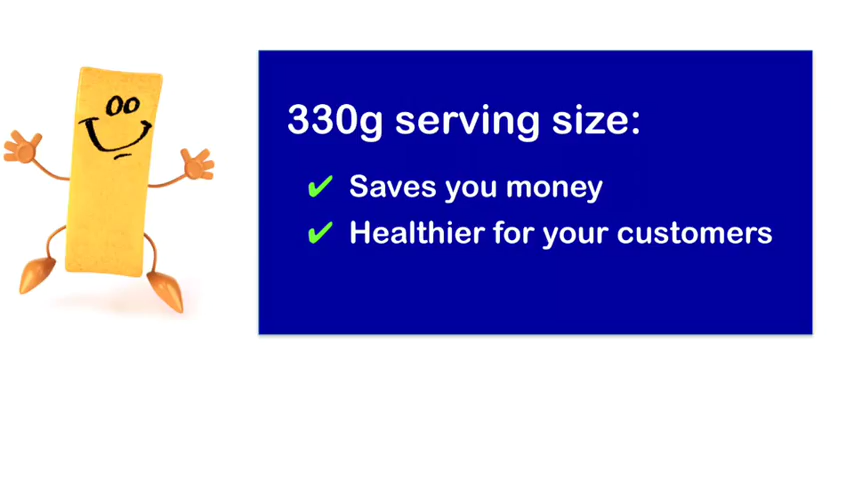 330g serving size:
✔ Saves you money
✔ Healthier for your customers